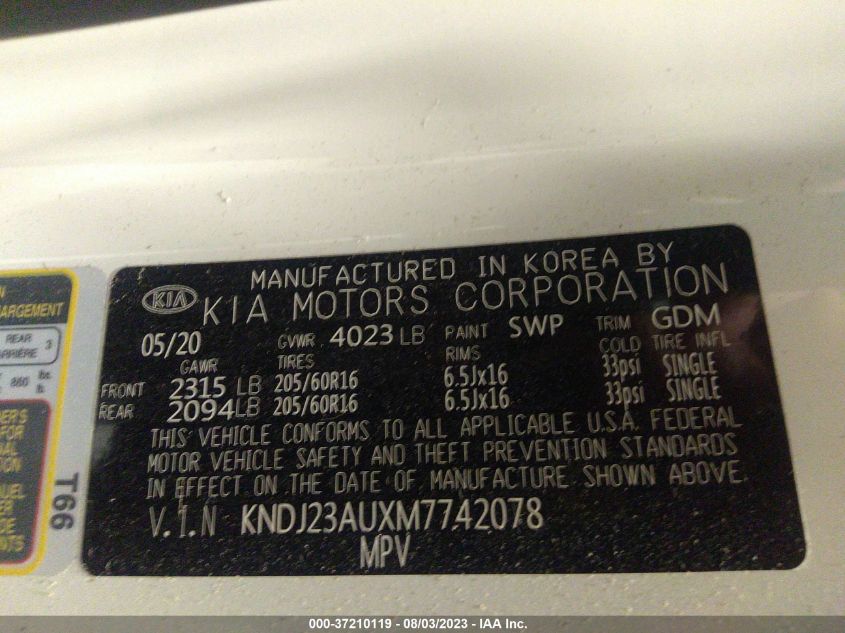 MANUFACTURED IN KOREA BY
KIA KIA MOTORS CORPORATION
05/20 GVWR 4023 LB PAINT SWP TRIM GDM
GAWR TIRES RIMS COLD TIRE INFL
FRONT 2315 LB 205/60R16 6.5Jx16 33psi SINGLE
REAR 2094LB 205/60R16 6.5Jx16 33psi SINGLE
THIS VEHICLE CONFORMS TO ALL APPLICABLE U.S.A. FEDERAL
MOTOR VEHICLE SAFETY AND THEFT PREVENTION STANDARDS
IN EFFECT ON THE DATE OF MANUFACTURE SHOWN ABOVE.
V.I.N KNDJ23AUXM7742078
MPV
REAR 3
T66
000-37210119 - 08/03/2023 - IAA Inc.